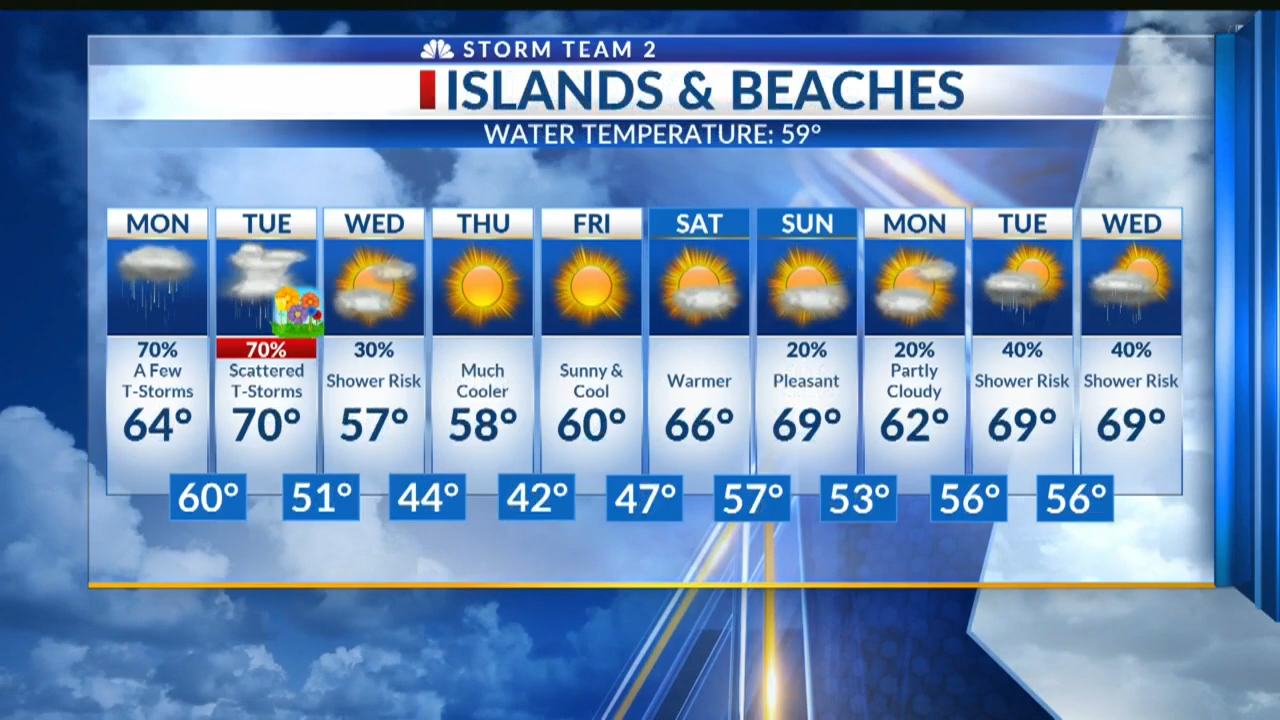 STORM TEAM 2
ISLANDS & BEACHES
WATER TEMPERATURE: 59°
MON TUE WED THU FRI SAT SUN MON TUE WED
70% 70% 30% 20% 20% 40% 40%
A Few Scattered Much Sunny & Partly
T-Storms T-Storms Shower Risk Cooler Cool Warmer Pleasant Cloudy Shower Risk Shower Risk
64° 70° 57° 58° 60° 66° 69° 62° 69° 69°
60° 51° 44° 42° 47° 57° 53° 56° 56°